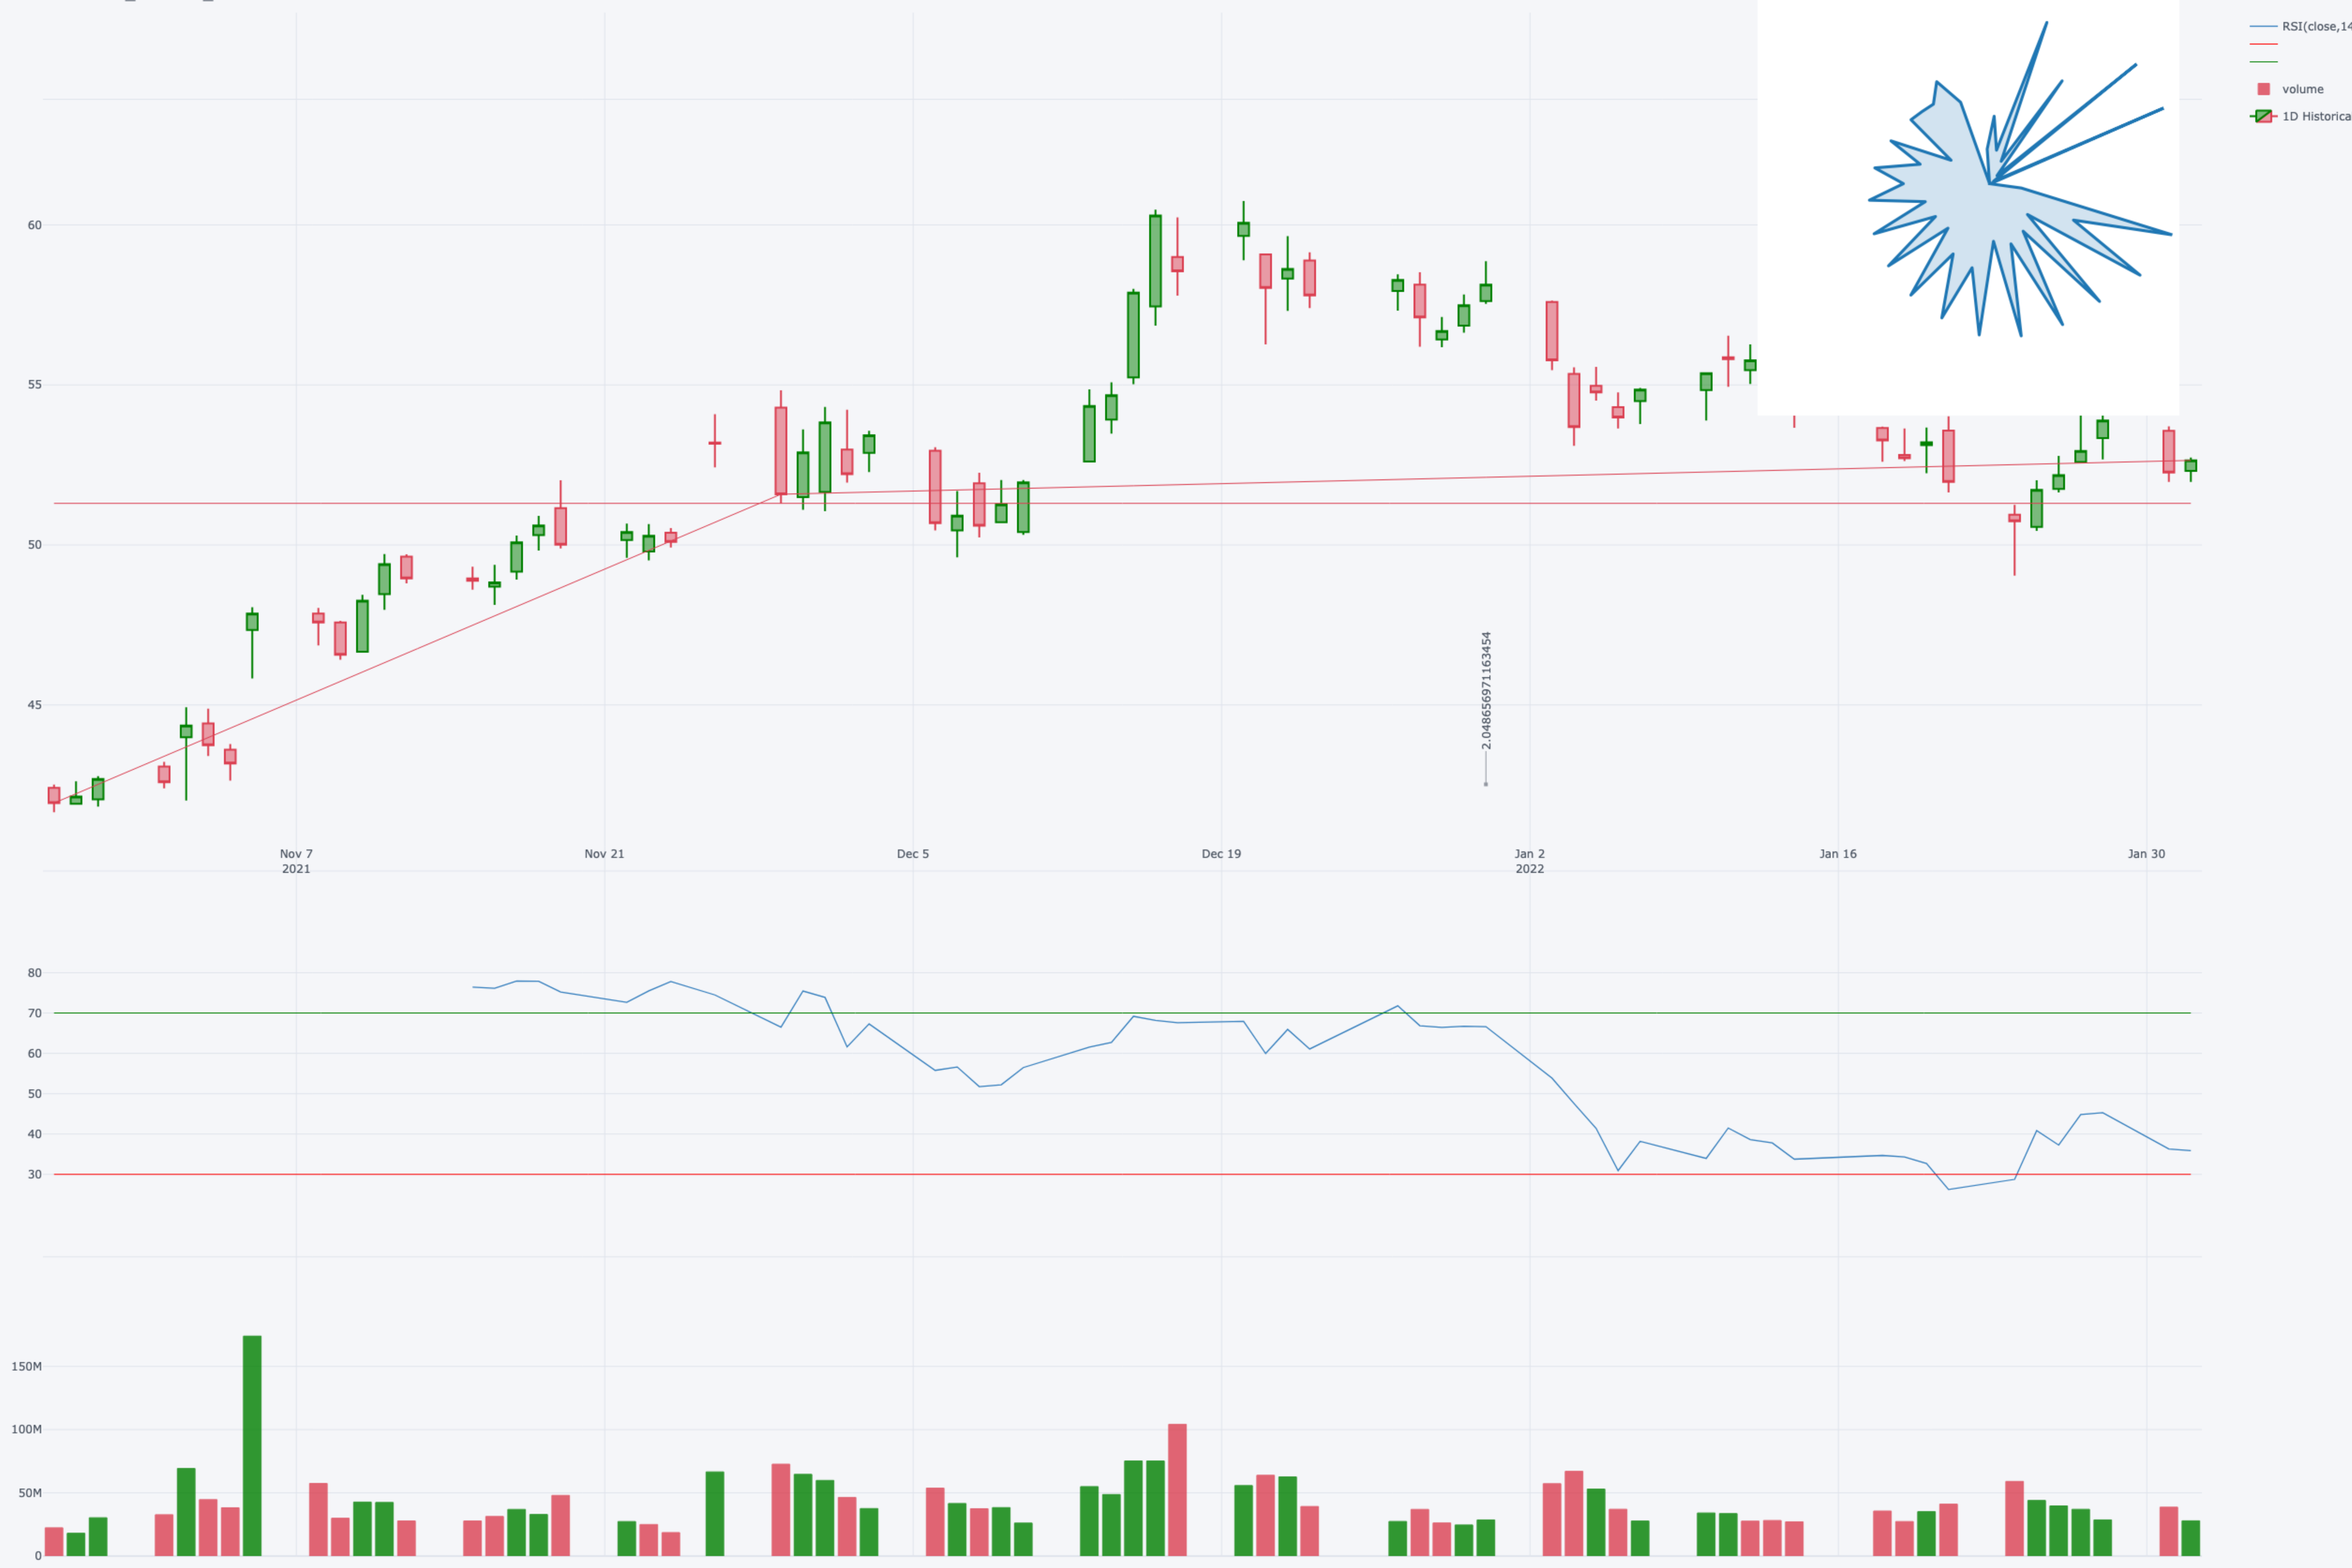 RSI(close,14
volume
1D Historica
60
55
50
45
2.0486569711163454
Nov 7
2021
Nov 21
Dec 5
Dec 19
Jan 2
2022
Jan 16
Jan 30
80
70
60
50
40
30
150M
100M
50M
0